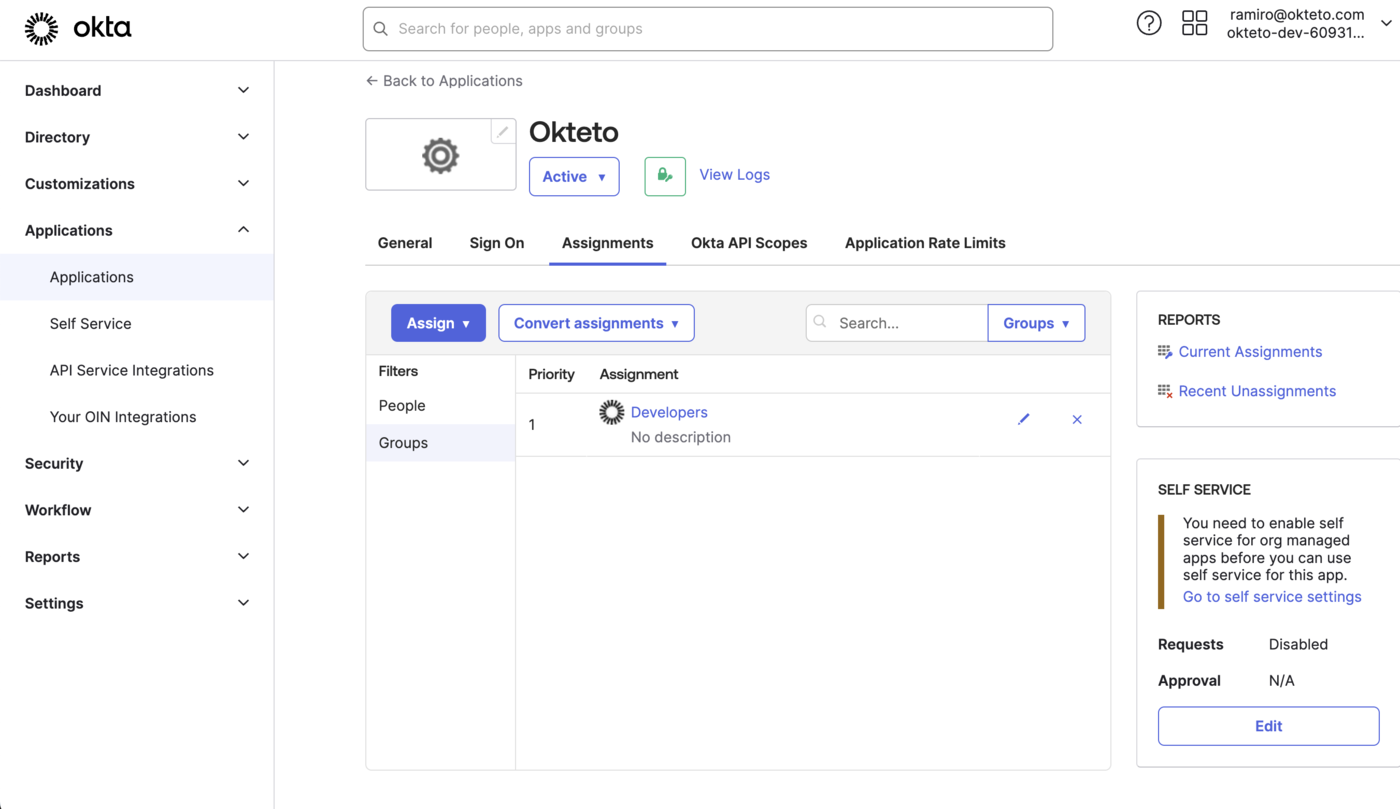 okta
Search for people, apps and groups
ramiro@okteto.com
okteto-dev-60931...
Dashboard
Directory
Customizations
Applications
Applications
Self Service
API Service Integrations
Your OIN Integrations
Security
Workflow
Reports
Settings
← Back to Applications
Okteto
Active ▼
View Logs
General
Sign On
Assignments
Okta API Scopes
Application Rate Limits
Assign ▼
Convert assignments ▼
Search...
Groups ▼
Filters
People
Groups
Priority
Assignment
1
Developers
No description
REPORTS
Current Assignments
Recent Unassignments
SELF SERVICE
You need to enable self
service for org managed
apps before you can use
self service for this app.
Go to self service settings
Requests Disabled
Approval N/A
Edit